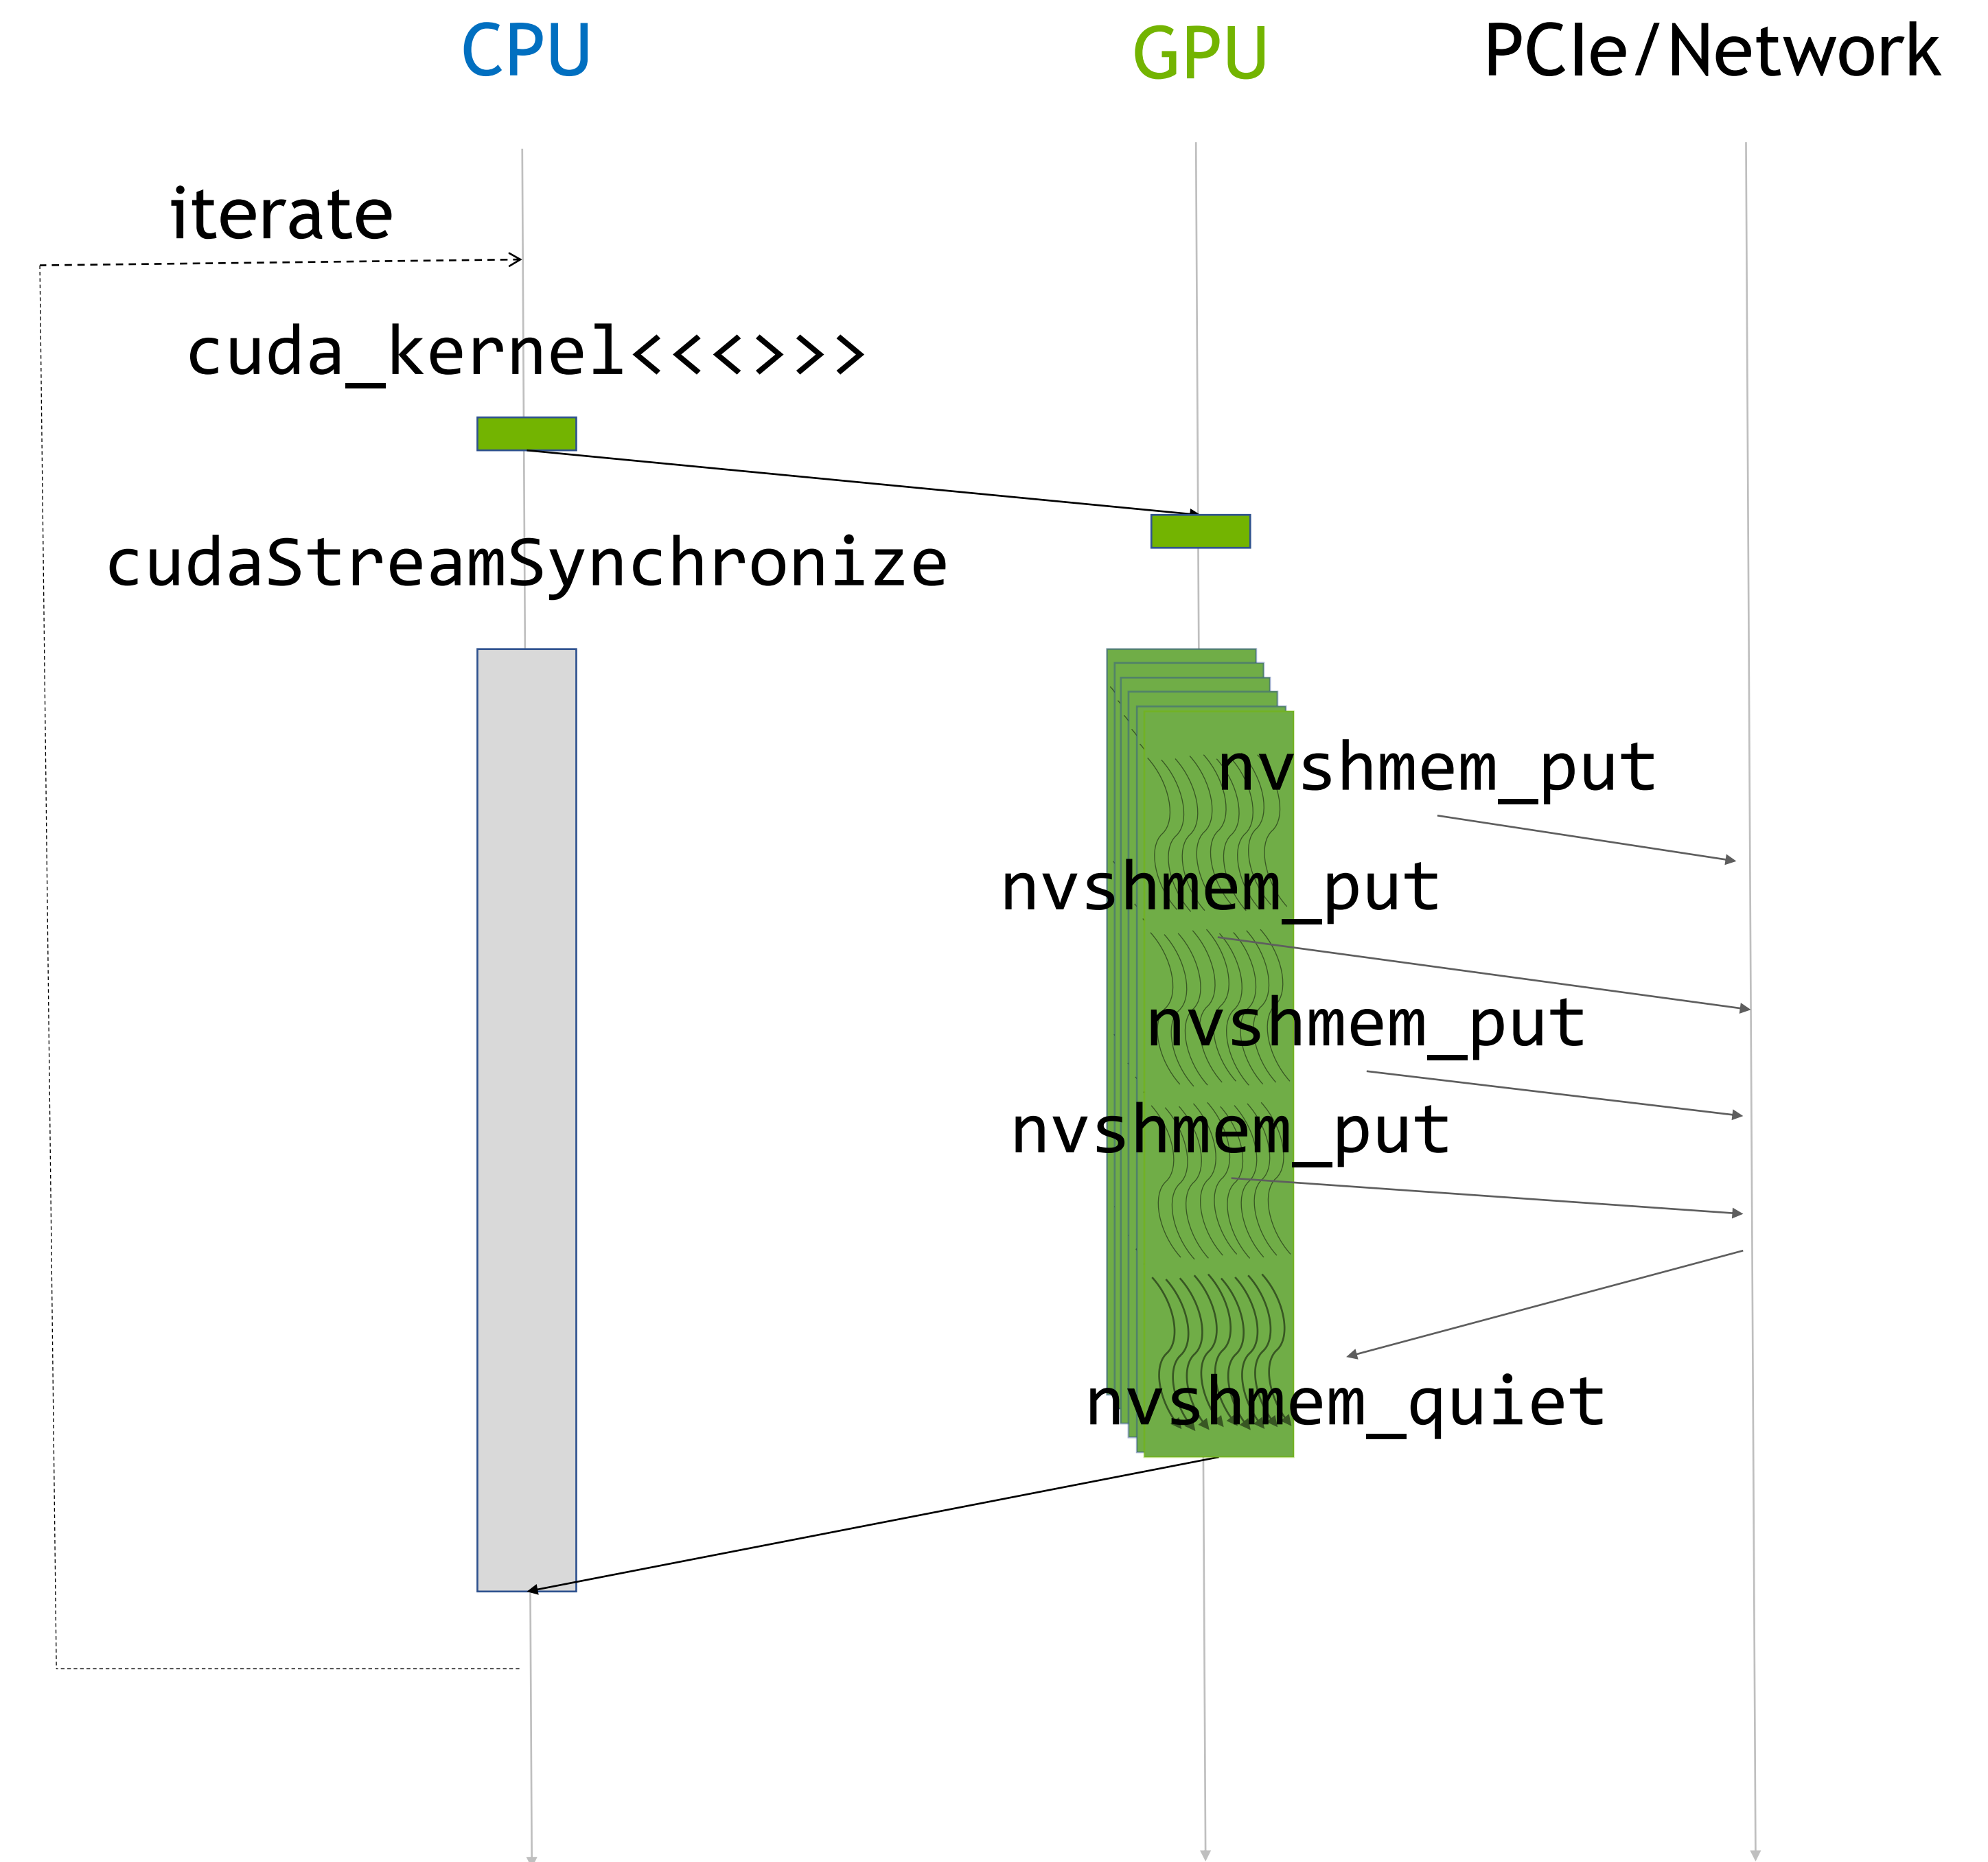 CPU
GPU
PCIe/Network
iterate
cuda_kernel<<<>>>
cudaStreamSynchronize
nvshmem_put
nvshmem_put
nvshmem_put
nvshmem_put
nvshmem_quiet